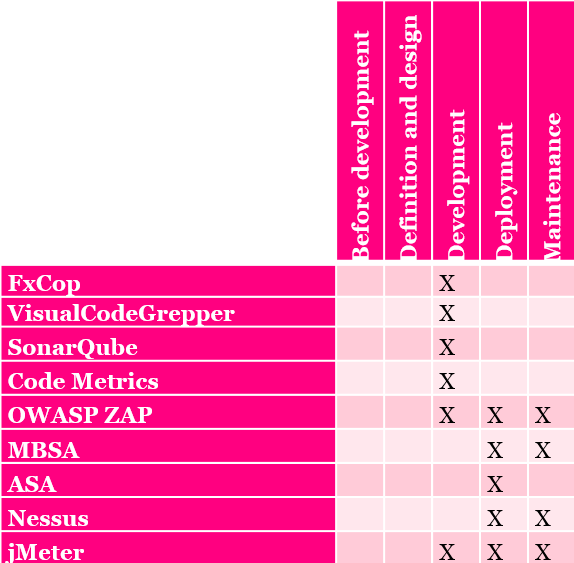 Before development
Definition and design
Development
Deployment
Maintenance
FxCop X
VisualCodeGrepper X
SonarQube X
Code Metrics X
OWASP ZAP X X X
MBSA X X
ASA X
Nessus X X
jMeter X X X